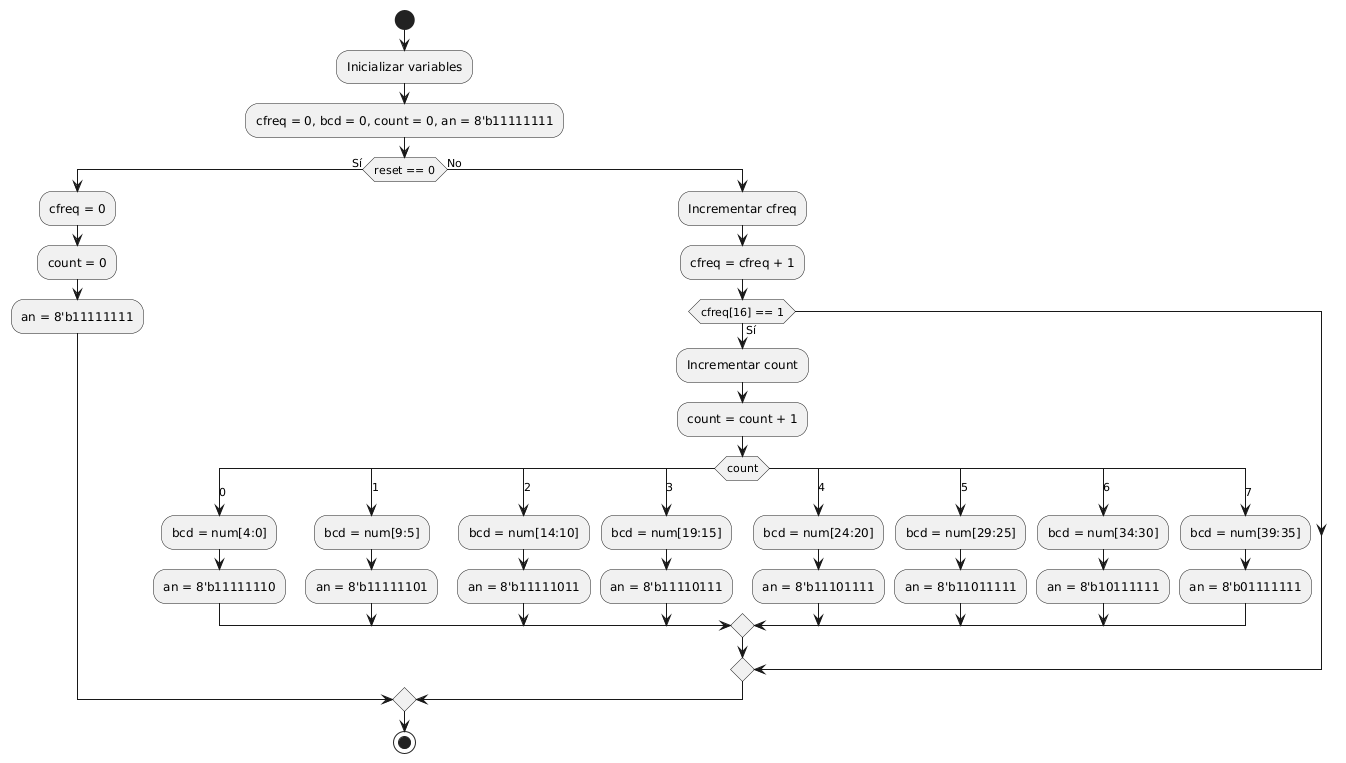 Inicializar variables
cfreq = 0, bcd = 0, count = 0, an = 8'b11111111
Sí
reset == 0
No
cfreq = 0
count = 0
an = 8'b11111111
Incrementar cfreq
cfreq = cfreq + 1
cfreq[16] == 1
Sí
Incrementar count
count = count + 1
count
0
bcd = num[4:0]
an = 8'b11111110
1
bcd = num[9:5]
an = 8'b11111101
2
bcd = num[14:10]
an = 8'b11111011
3
bcd = num[19:15]
an = 8'b11110111
4
bcd = num[24:20]
an = 8'b11101111
5
bcd = num[29:25]
an = 8'b11011111
6
bcd = num[34:30]
an = 8'b10111111
7
bcd = num[39:35]
an = 8'b01111111